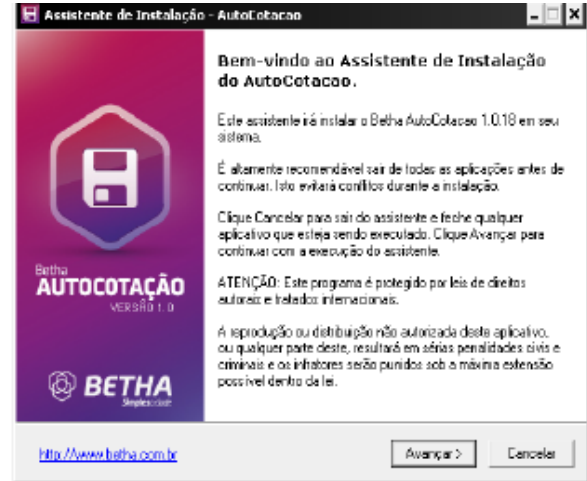 Assistente de Instalação - AutoCotacao
Bem-vindo ao Assistente de Instalação
do AutoCotacao.
Este assistente irá instalar o Betha AutoCotacao 1.0.18 em seu
sistema.
É altamente recomendável sair de todas as aplicações antes de
continuar. Isto evitará conflitos durante a instalação.
Clique Cancelar para sair do assistente e feche qualquer
aplicativo que esteja sendo executado. Clique Avançar para
continuar com a execução do assistente.
ATENÇÃO: Este programa é protegido por leis de direitos
autorais e tratados internacionais.
A reprodução ou distribuição não autorizada deste aplicativo,
ou qualquer parte deste, resultará em sérias penalidades civis e
criminais e os infratores serão punidos sob a máxima extensão
possível dentro da lei.
Betha
AUTOCOTAÇÃO
VERSÃO 1.0
BETHA
http://www.betha.com.br
Avançar >
Cancelar